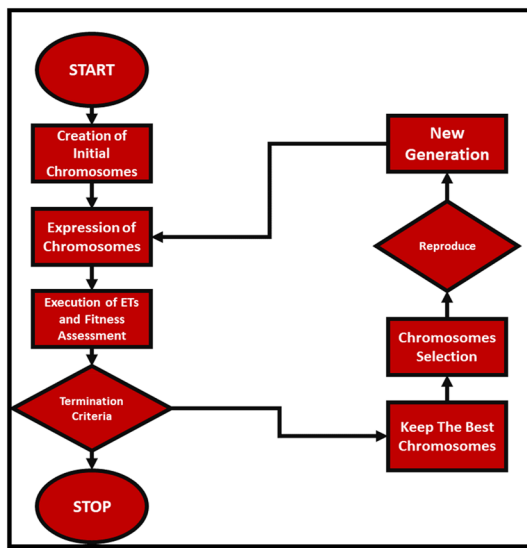 START
Creation of
Initial
Chromosomes
Expression of
Chromosomes
Execution of ETs
and Fitness
Assessment
Termination
Criteria
STOP
New
Generation
Reproduce
Chromosomes
Selection
Keep The Best
Chromosomes